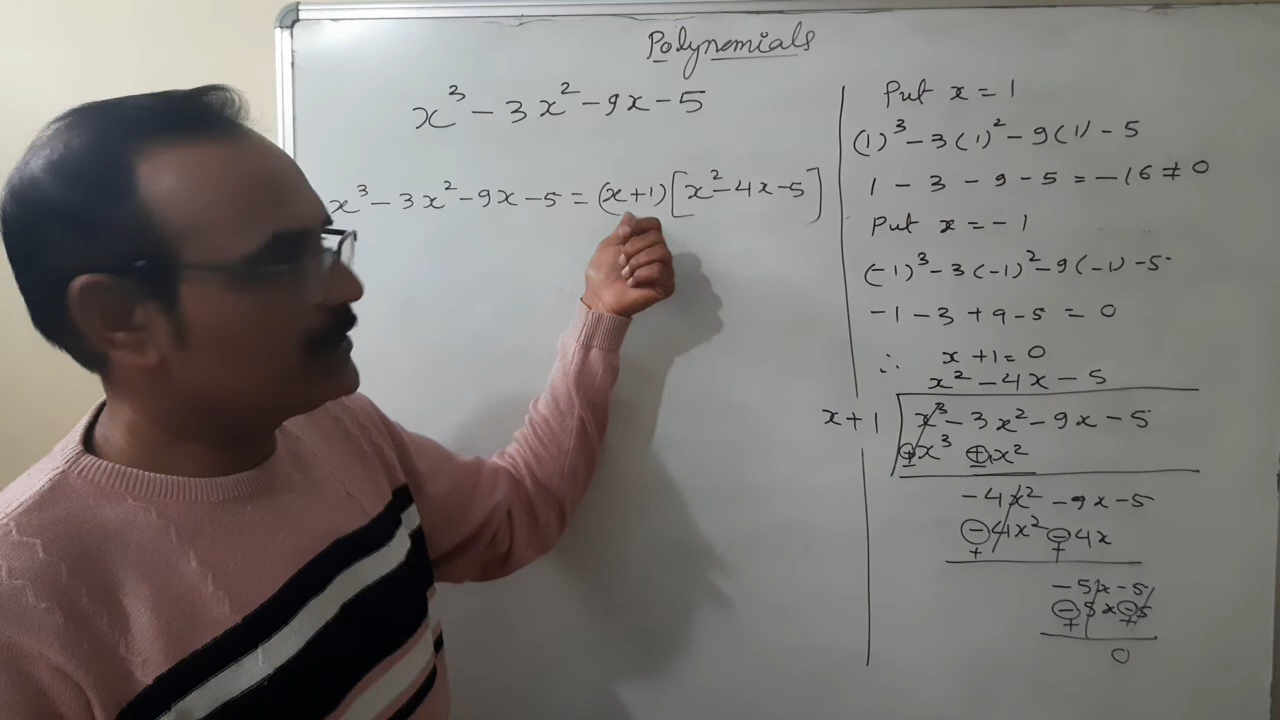 Polynomials
x³ - 3x² - 9x - 5
x³ - 3x² - 9x - 5 = (x+1)[x² - 4x - 5]
Put x = 1
(1)³ - 3(1)² - 9(1) - 5
1 - 3 - 9 - 5 = -16 ≠ 0
Put x = -1
(-1)³ - 3(-1)² - 9(-1) - 5
-1 - 3 + 9 - 5 = 0
∴ x + 1 = 0
x² - 4x - 5
x + 1 x³ - 3x² - 9x - 5
+x³ + x²
-4x² - 9x - 5
-4x² - 4x
+ +
-5x - 5
-5x - 5
+ +
0